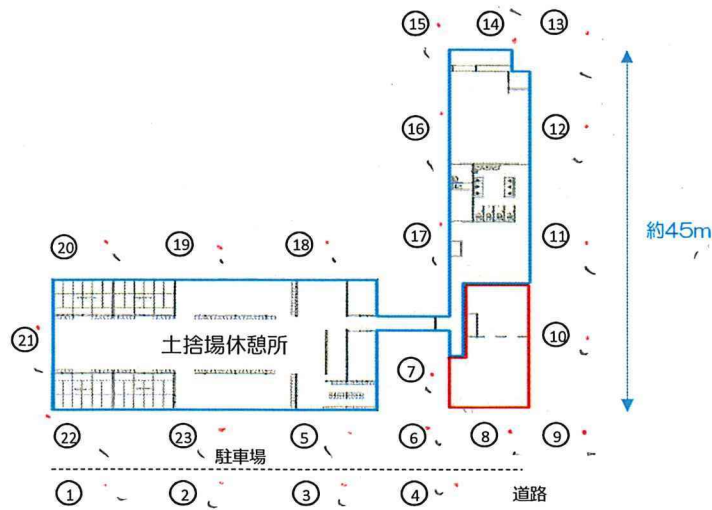 ⑮ ⑭ ⑬
⑯ ⑫
約45m
⑰ ⑪
⑳ ⑲ ⑱
㉑ 土捨場休憩所 ⑩
⑦
㉒ ㉓ ⑤ ⑥ ⑧ ⑨
駐車場
① ② ③ ④ 道路